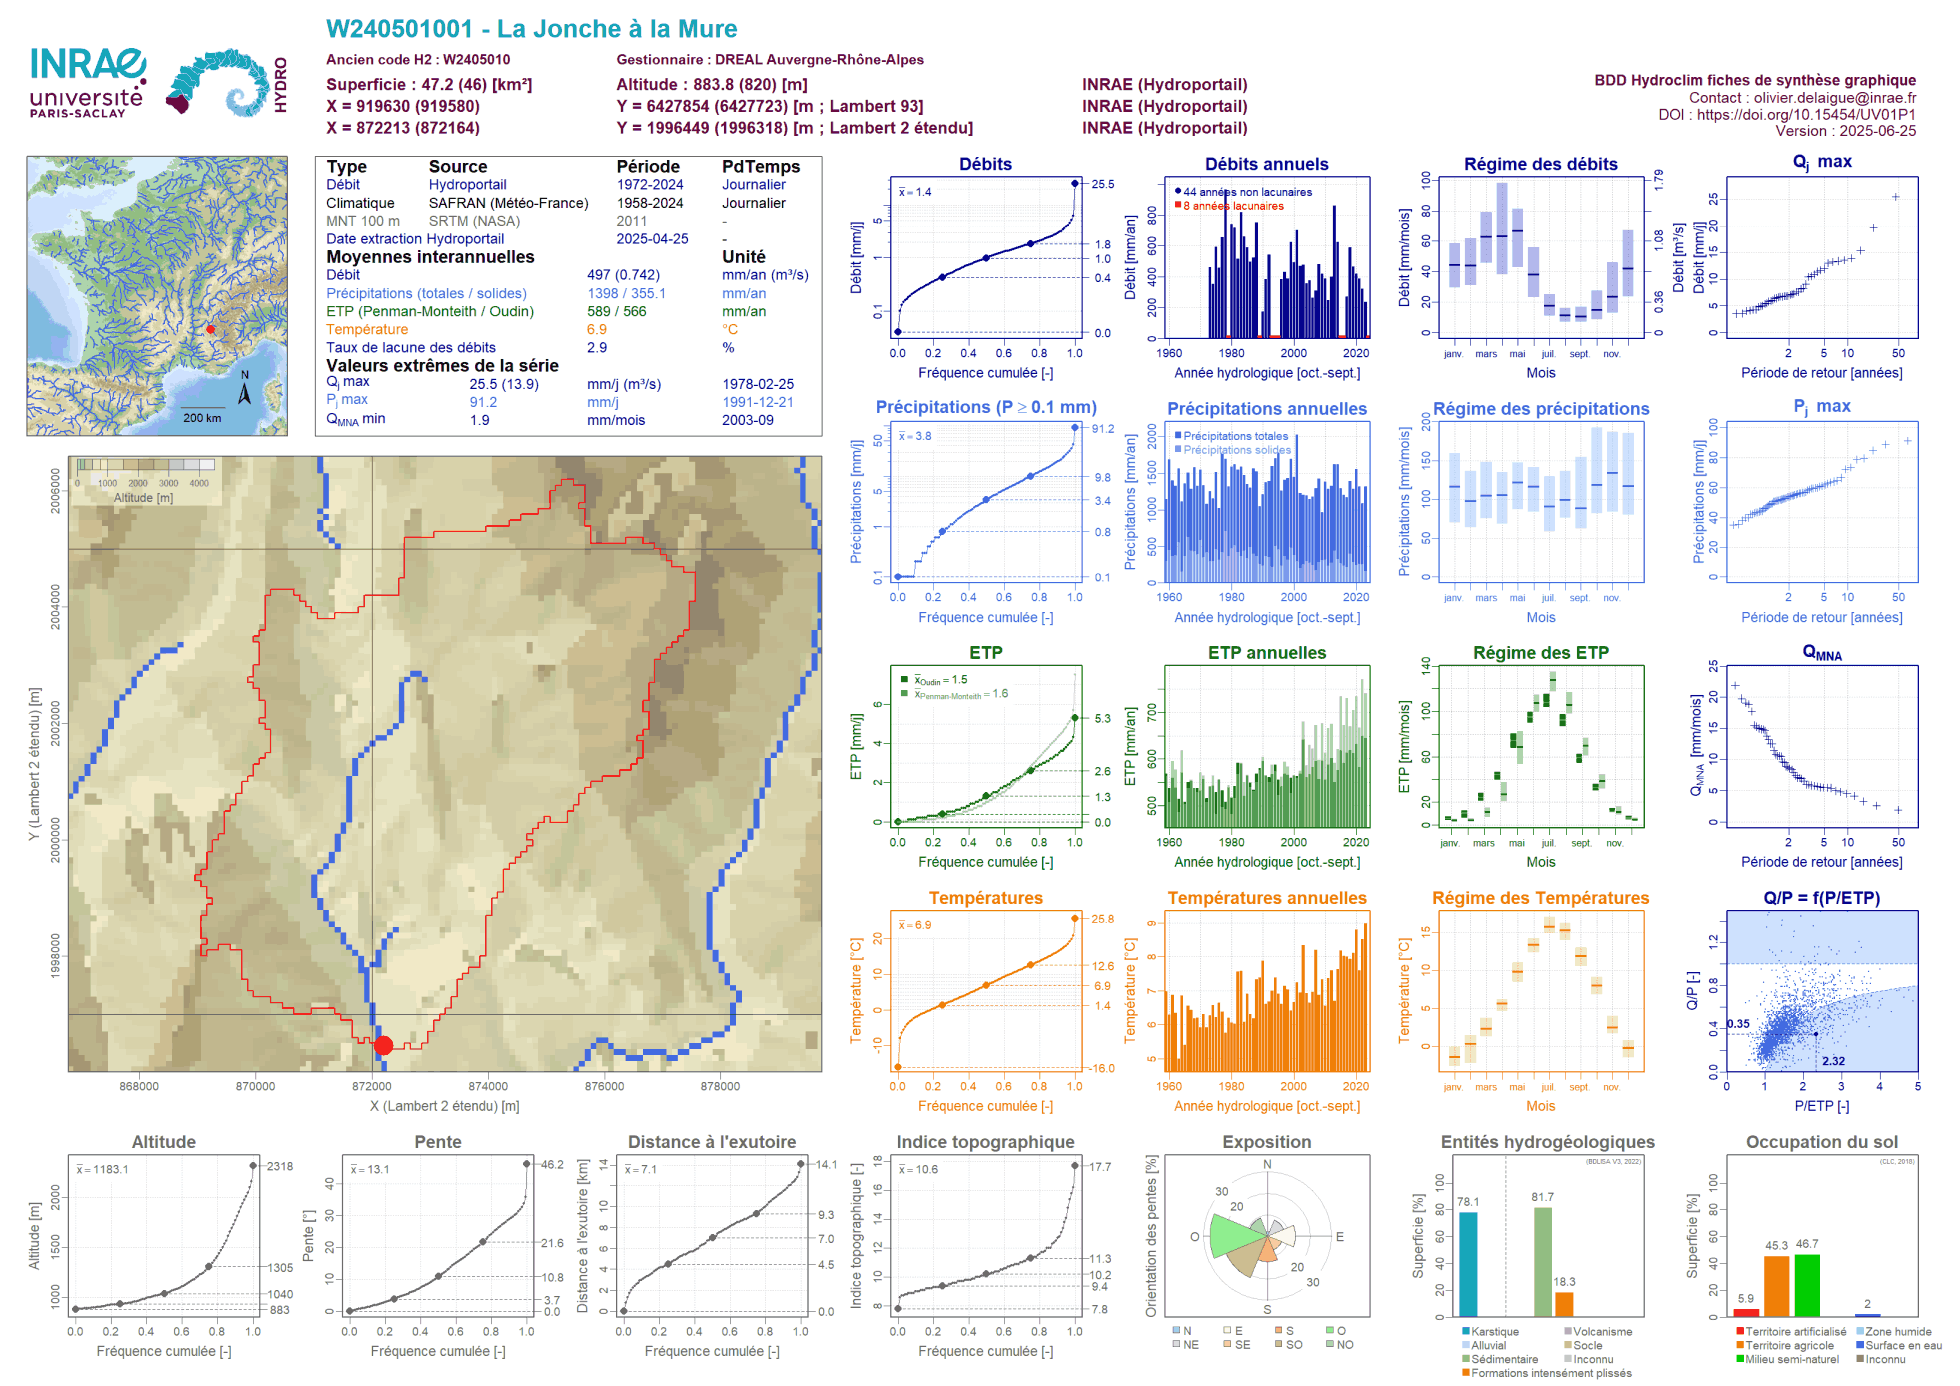 W240501001 - La Jonche à la Mure
Ancien code H2 : W2405010
Gestionnaire : DREAL Auvergne-Rhône-Alpes
Superficie : 47.2 (46) [km²]
Altitude : 883.8 (820) [m]
INRAE (Hydroportail)
X = 919630 (919580)
Y = 6427854 (6427723) [m ; Lambert 93]
INRAE (Hydroportail)
X = 872213 (872164)
Y = 1996449 (1996318) [m ; Lambert 2 étendu]
INRAE (Hydroportail)
BDD Hydroclim fiches de synthèse graphique
Contact : olivier.delaigue@inrae.fr
DOI : https://doi.org/10.15454/UV01P1
Version : 2025-06-25
INRAE
université
PARIS-SACLAY
HYDRO
N
200 km
Type Source Période PdTemps
Débit Hydroportail 1972-2024 Journalier
Climatique SAFRAN (Météo-France) 1958-2024 Journalier
MNT 100 m SRTM (NASA) 2011 -
Date extraction Hydroportail 2025-04-25 -
Moyennes interannuelles Unité
Débit 497 (0.742) mm/an (m³/s)
Précipitations (totales / solides) 1398 / 355.1 mm/an
ETP (Penman-Monteith / Oudin) 589 / 566 mm/an
Température 6.9 °C
Taux de lacune des débits 2.9 %
Valeurs extrêmes de la série
Qj max 25.5 (13.9) mm/j (m³/s) 1978-02-25
Pj max 91.2 mm/j 1991-12-21
QMNA min 1.9 mm/mois 2003-09
Débits
x̅ = 1.4
Débit [mm/j]
0.1 1 5
25.5
1.8
1.0
0.4
0.0
0.0 0.2 0.4 0.6 0.8 1.0
Fréquence cumulée [-]
Débits annuels
44 années non lacunaires
8 années lacunaires
Débit [mm/an]
0 200 400 600 800
1960 1980 2000 2020
Année hydrologique [oct.-sept.]
Régime des débits
Débit [mm/mois]
0 20 40 60 80 100
Débit [m³/s]
0 0.36 1.08 1.79
janv. mars mai juil. sept. nov.
Mois
Qj max
Débit [mm/j]
0 5 10 15 20 25
2 5 10 50
Période de retour [années]
Précipitations (P ≥ 0.1 mm)
x̅ = 3.8
Précipitations [mm/j]
0.1 1 5 50
91.2
9.8
3.4
0.8
0.1
0.0 0.2 0.4 0.6 0.8 1.0
Fréquence cumulée [-]
Précipitations annuelles
Précipitations totales
Précipitations solides
Précipitations [mm/an]
0 500 1000 1500 2000
1960 1980 2000 2020
Année hydrologique [oct.-sept.]
Régime des précipitations
Précipitations [mm/mois]
0 50 100 150 200
janv. mars mai juil. sept. nov.
Mois
Pj max
Précipitations [mm/j]
0 20 40 60 80 100
2 5 10 50
Période de retour [années]
ETP
x̅Oudin = 1.5
x̅Penman-Monteith = 1.6
ETP [mm/j]
0 2 4 6
5.3
2.6
1.3
0.0
0.0 0.2 0.4 0.6 0.8 1.0
Fréquence cumulée [-]
ETP annuelles
ETP [mm/an]
500 600 700
1960 1980 2000 2020
Année hydrologique [oct.-sept.]
Régime des ETP
ETP [mm/mois]
0 20 60 100 140
janv. mars mai juil. sept. nov.
Mois
QMNA
QMNA [mm/mois]
0 5 10 15 20 25
2 5 10 50
Période de retour [années]
Températures
x̅ = 6.9
Température [°C]
-10 0 10 20
25.8
12.6
6.9
1.4
-16.0
0.0 0.2 0.4 0.6 0.8 1.0
Fréquence cumulée [-]
Températures annuelles
Température [°C]
5 6 7 8 9
1960 1980 2000 2020
Année hydrologique [oct.-sept.]
Régime des Températures
Température [°C]
0 5 10 15
janv. mars mai juil. sept. nov.
Mois
Q/P = f(P/ETP)
Q/P [-]
0.0 0.4 0.8 1.2
0.35
2.32
0 1 2 3 4 5
P/ETP [-]
0 1000 2000 3000 4000
Altitude [m]
Y (Lambert 2 étendu) [m]
1998000 2000000 2002000 2004000 2006000
868000 870000 872000 874000 876000 878000
X (Lambert 2 étendu) [m]
Altitude
x̅ = 1183.1
Altitude [m]
1000 1500 2000
2318
1305
1040
883
0.0 0.2 0.4 0.6 0.8 1.0
Fréquence cumulée [-]
Pente
x̅ = 13.1
Pente [°]
0 10 20 30 40
46.2
21.6
10.8
3.7
0.0
0.0 0.2 0.4 0.6 0.8 1.0
Fréquence cumulée [-]
Distance à l'exutoire
x̅ = 7.1
Distance à l'exutoire [km]
0 2 4 6 8 10 12 14
14.1
9.3
7.0
4.5
0.0
0.0 0.2 0.4 0.6 0.8 1.0
Fréquence cumulée [-]
Indice topographique
x̅ = 10.6
Indice topographique [-]
8 10 12 14 16 18
17.7
11.3
10.2
9.4
7.8
0.0 0.2 0.4 0.6 0.8 1.0
Fréquence cumulée [-]
Exposition
Orientation des pentes [%]
N
E
S
O
30
20
20
30
N E S O
NE SE SO NO
Entités hydrogéologiques
(BDLISA V3, 2022)
Superficie [%]
0 20 40 60 80 100
78.1
81.7
18.3
Karstique Volcanisme
Alluvial Socle
Sédimentaire Inconnu
Formations intensément plissés
Occupation du sol
(CLC, 2018)
Superficie [%]
0 20 40 60 80 100
5.9
45.3
46.7
2
Territoire artificialisé Zone humide
Territoire agricole Surface en eau
Milieu semi-naturel Inconnu